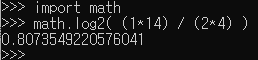 >>> import math
>>> math.log2( (1*14) / (2*4) )
0.8073549220576041
>>>